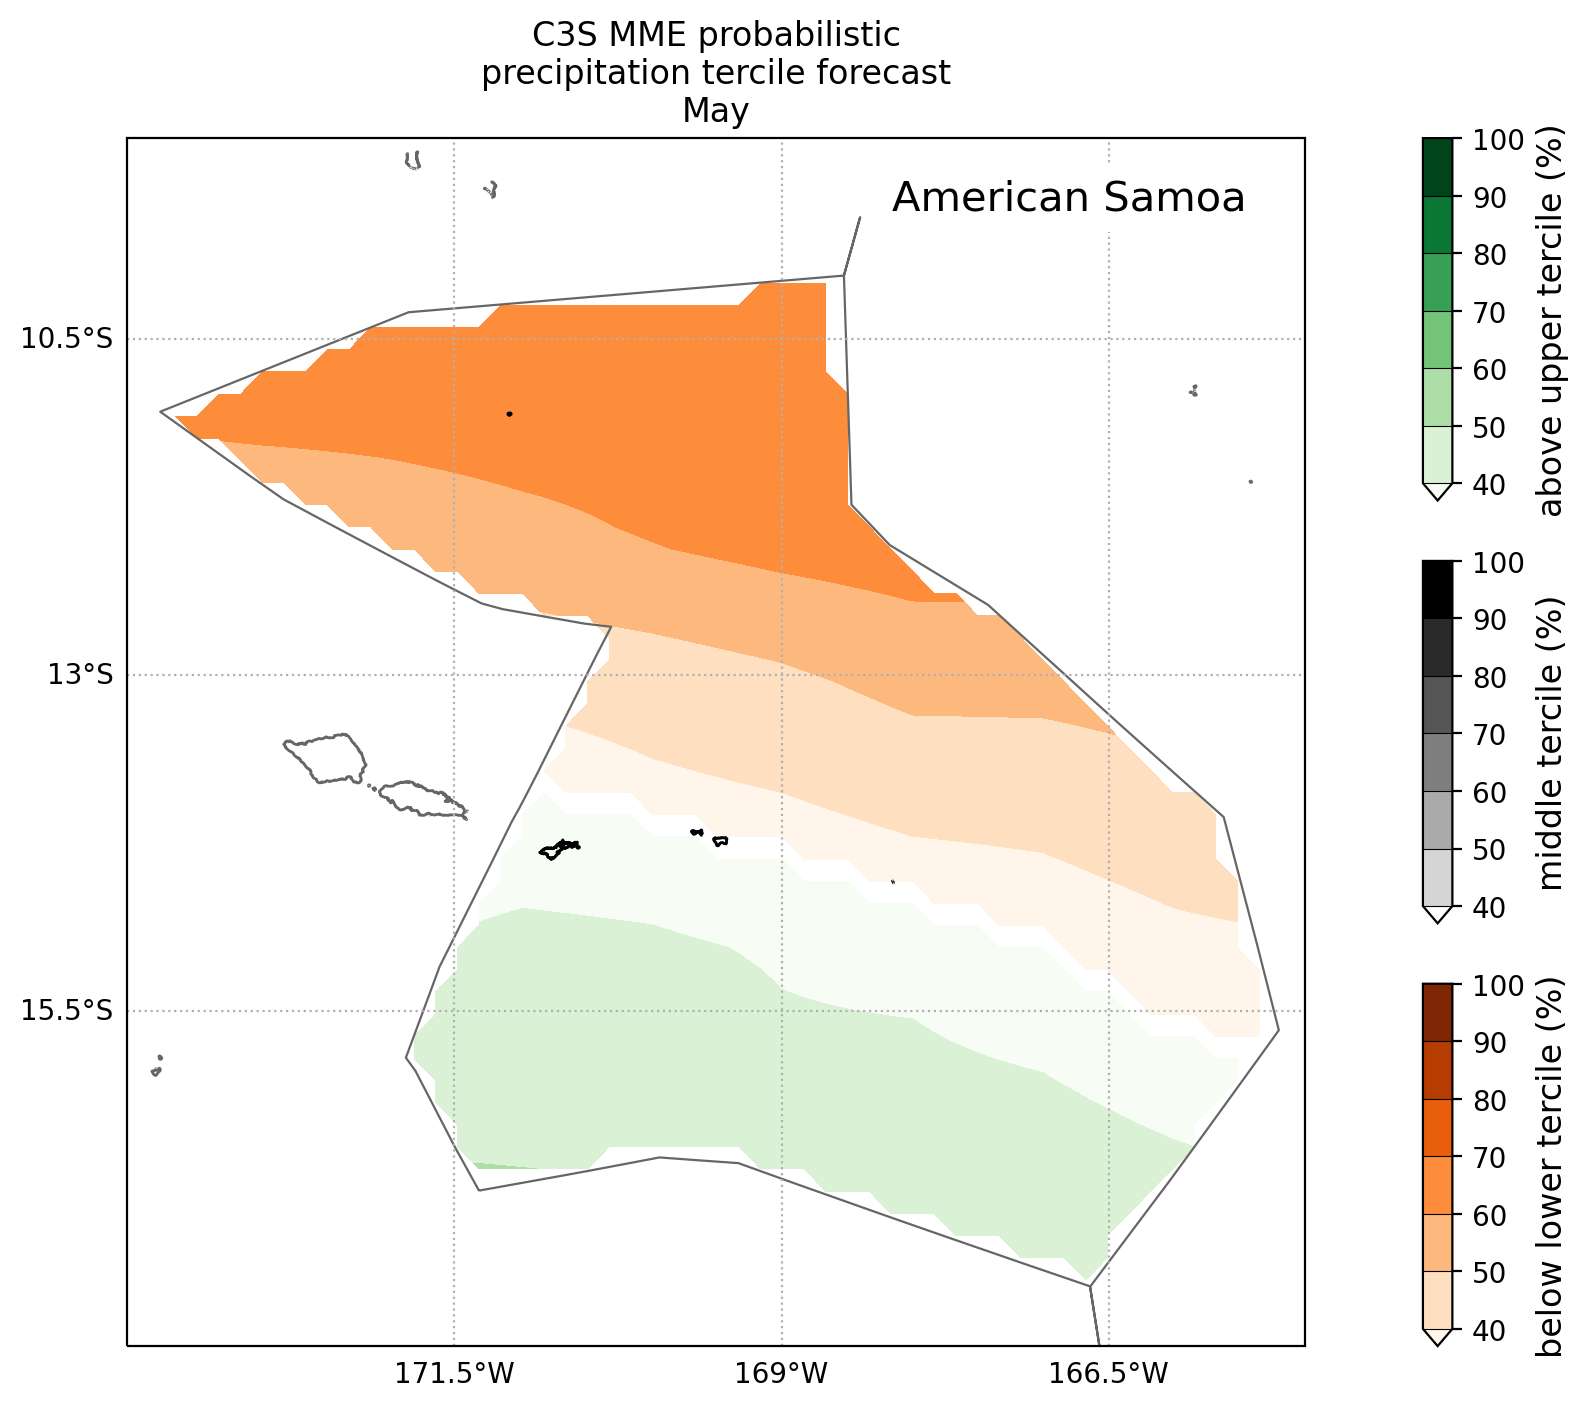 C3S MME probabilistic
precipitation tercile forecast
May
American Samoa
10.5°S
13°S
15.5°S
171.5°W
169°W
166.5°W
100
90
80
70
60
50
40
above upper tercile (%)
100
90
80
70
60
50
40
middle tercile (%)
100
90
80
70
60
50
40
below lower tercile (%)